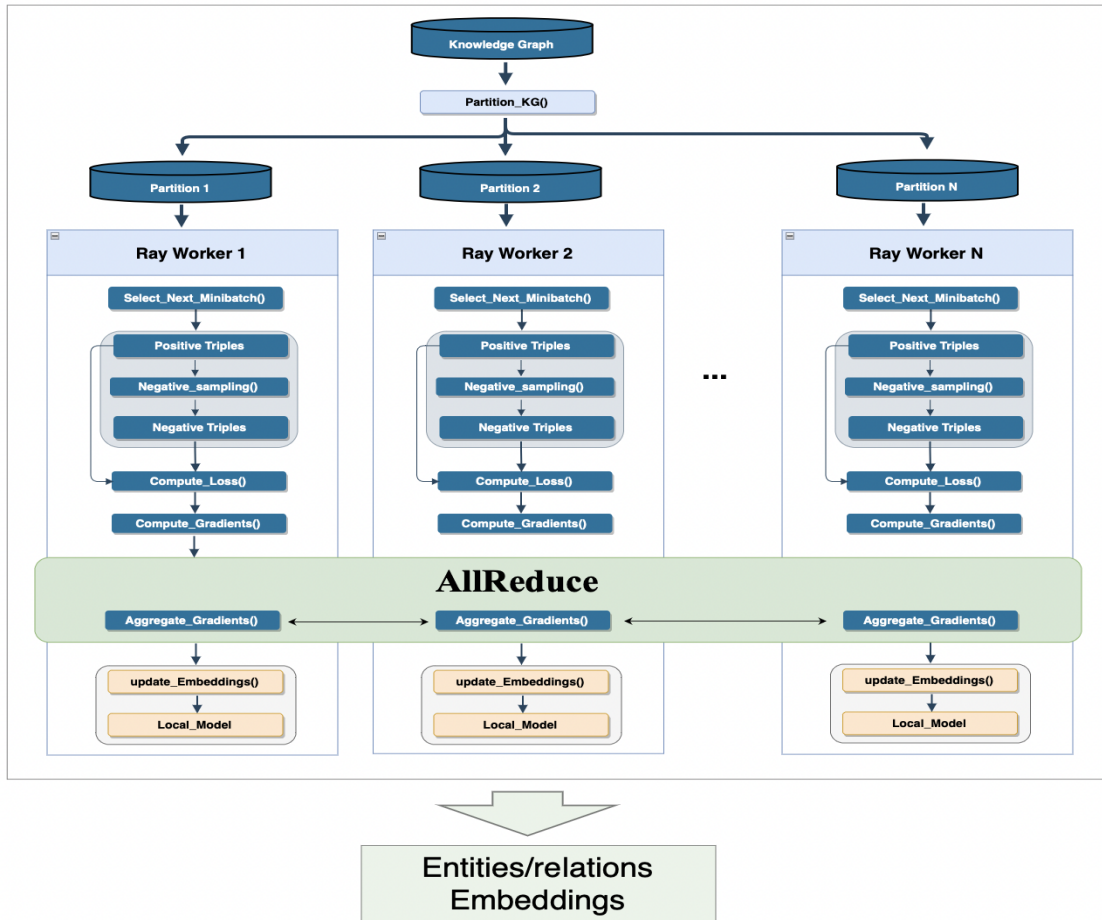 Knowledge Graph
Partition_KG()
Partition 1
Partition 2
Partition N
Ray Worker 1
Select_Next_Minibatch()
Positive Triples
Negative_sampling()
Negative Triples
Compute_Loss()
Compute_Gradients()
Ray Worker 2
Select_Next_Minibatch()
Positive Triples
Negative_sampling()
Negative Triples
Compute_Loss()
Compute_Gradients()
...
Ray Worker N
Select_Next_Minibatch()
Positive Triples
Negative_sampling()
Negative Triples
Compute_Loss()
Compute_Gradients()
AllReduce
Aggregate_Gradients()
Aggregate_Gradients()
Aggregate_Gradients()
update_Embeddings()
Local_Model
update_Embeddings()
Local_Model
update_Embeddings()
Local_Model
Entities/relations
Embeddings